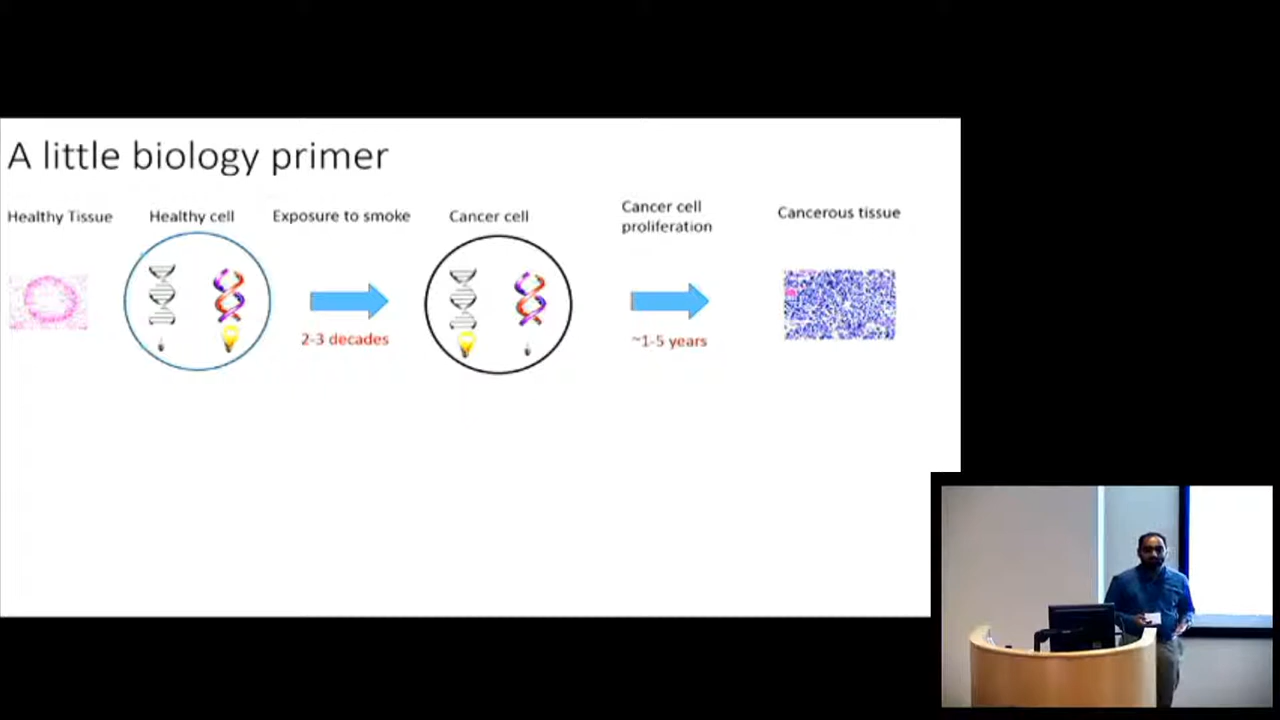 A little biology primer
Healthy Tissue
Healthy cell
Exposure to smoke
Cancer cell
Cancer cell
proliferation
Cancerous tissue
2-3 decades
~1-5 years